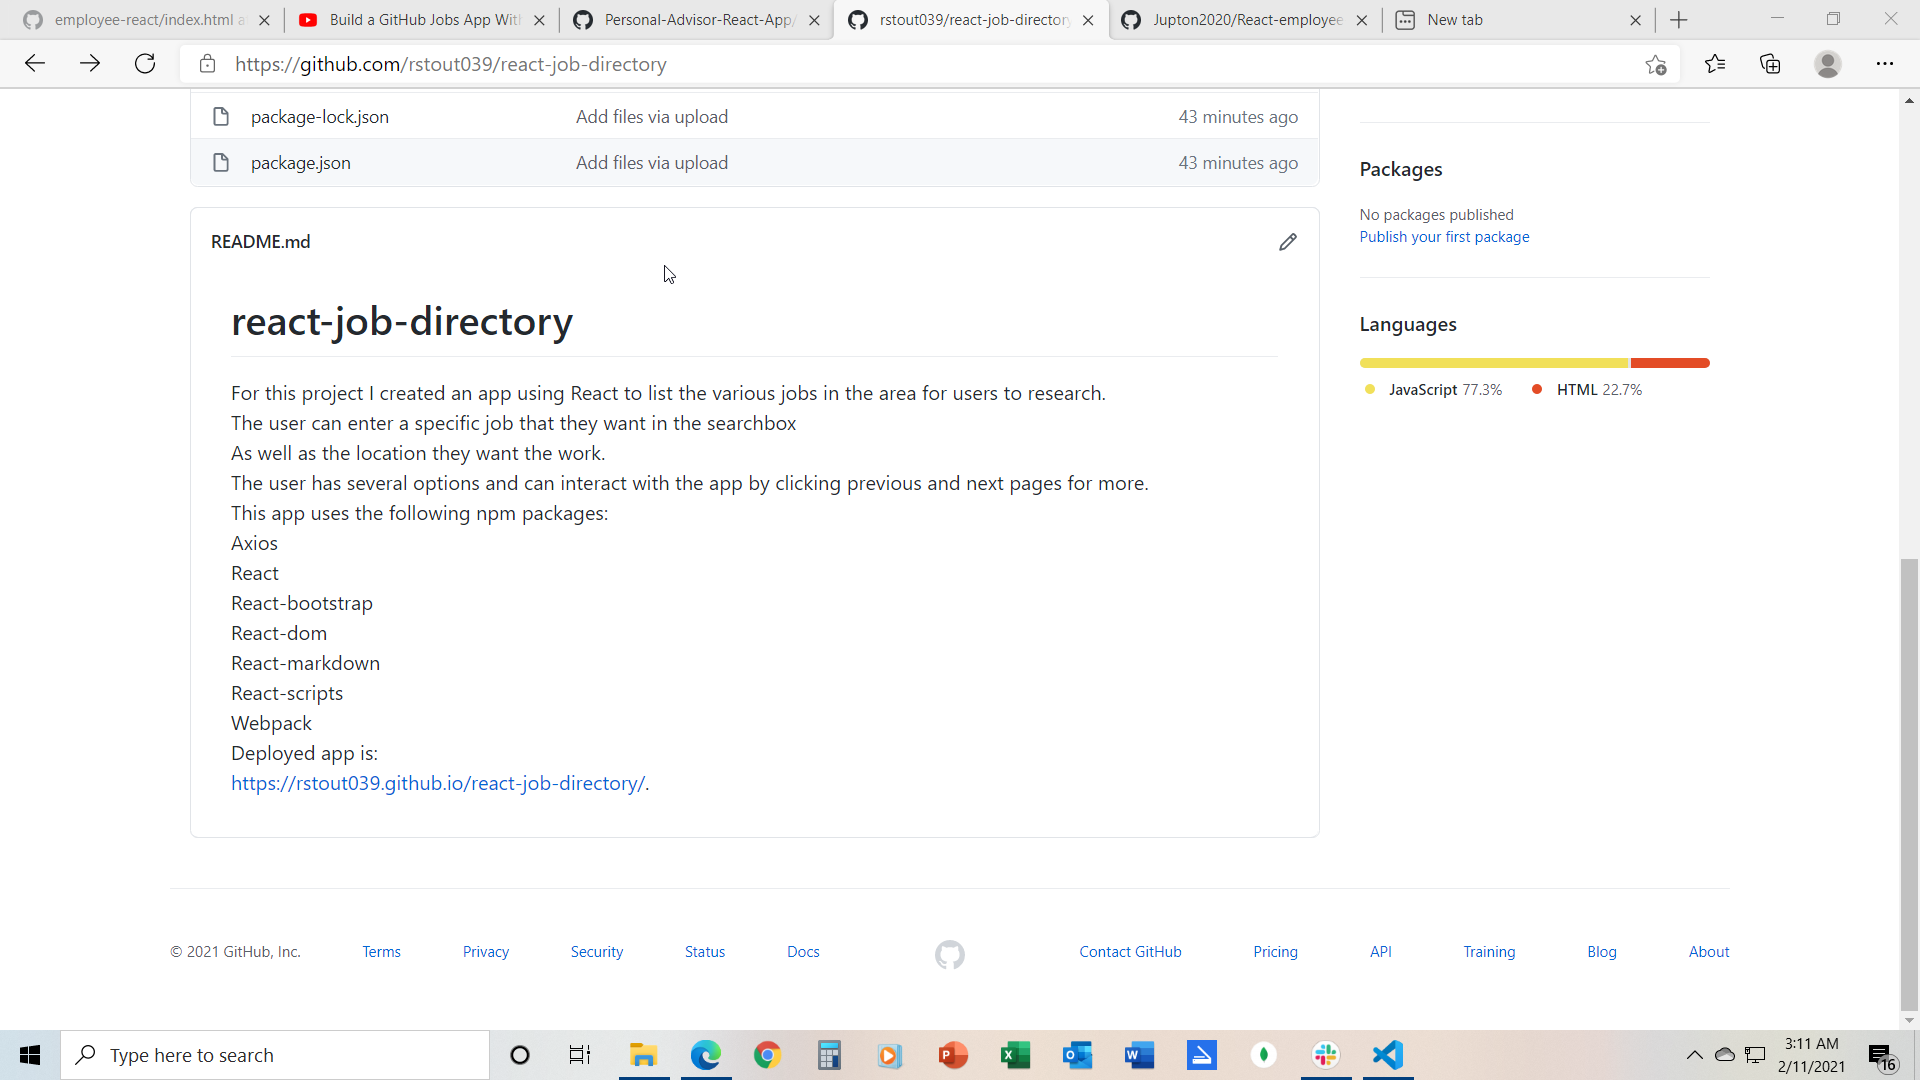 employee-react/index.html a
Build a GitHub Jobs App With
Personal-Advisor-React-App/
rstout039/react-job-directory
Jupton2020/React-employee
New tab
https://github.com/rstout039/react-job-directory
package-lock.json Add files via upload 43 minutes ago
package.json Add files via upload 43 minutes ago
README.md
react-job-directory
For this project I created an app using React to list the various jobs in the area for users to research.
The user can enter a specific job that they want in the searchbox
As well as the location they want the work.
The user has several options and can interact with the app by clicking previous and next pages for more.
This app uses the following npm packages:
Axios
React
React-bootstrap
React-dom
React-markdown
React-scripts
Webpack
Deployed app is:
https://rstout039.github.io/react-job-directory/.
Packages
No packages published
Publish your first package
Languages
JavaScript 77.3% HTML 22.7%
© 2021 GitHub, Inc. Terms Privacy Security Status Docs Contact GitHub Pricing API Training Blog About
Type here to search
3:11 AM
2/11/2021
16